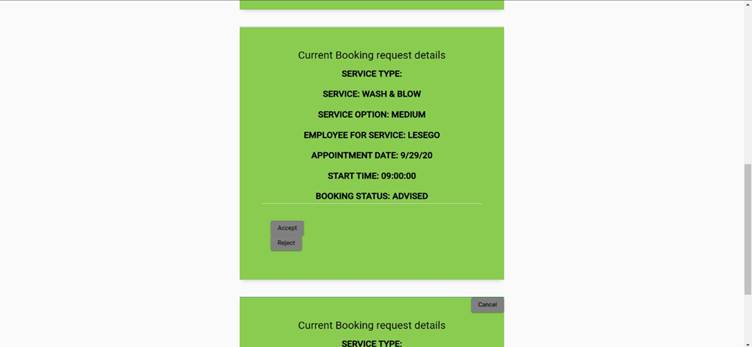 Current Booking request details
SERVICE TYPE:
SERVICE: WASH & BLOW
SERVICE OPTION: MEDIUM
EMPLOYEE FOR SERVICE: LESEGO
APPOINTMENT DATE: 9/29/20
START TIME: 09:00:00
BOOKING STATUS: ADVISED
Accept
Reject
Cancel
Current Booking request details
SERVICE TYPE: